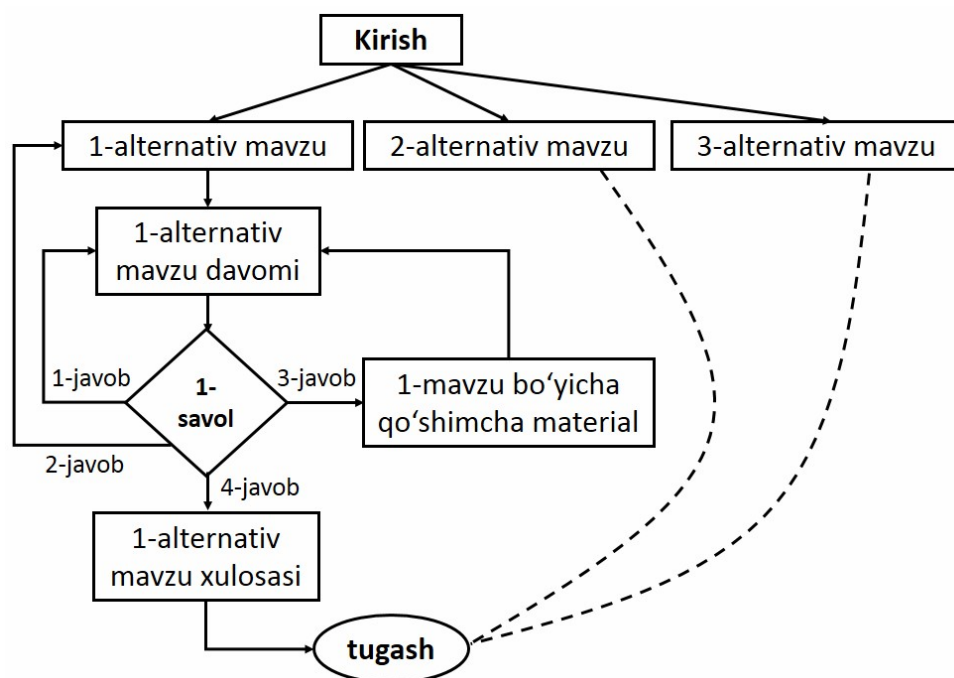 Kirish
1-alternativ mavzu
2-alternativ mavzu
3-alternativ mavzu
1-alternativ
mavzu davomi
1-javob
1-
savol
3-javob
1-mavzu bo‘yicha
qo‘shimcha material
2-javob
4-javob
1-alternativ
mavzu xulosasi
tugash